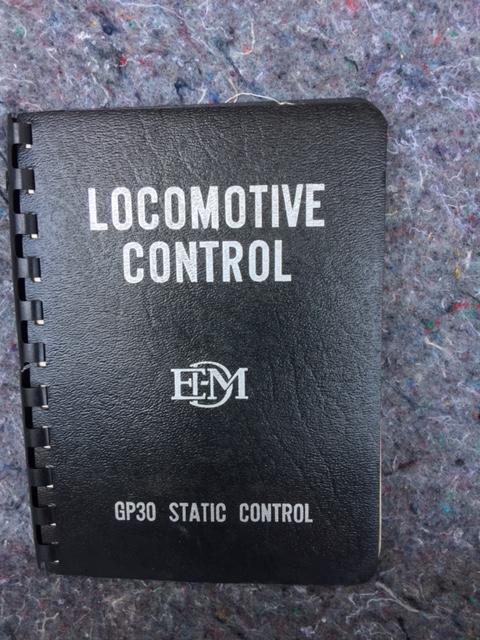 LOCOMOTIVE
CONTROL
EMD
GP30 STATIC CONTROL